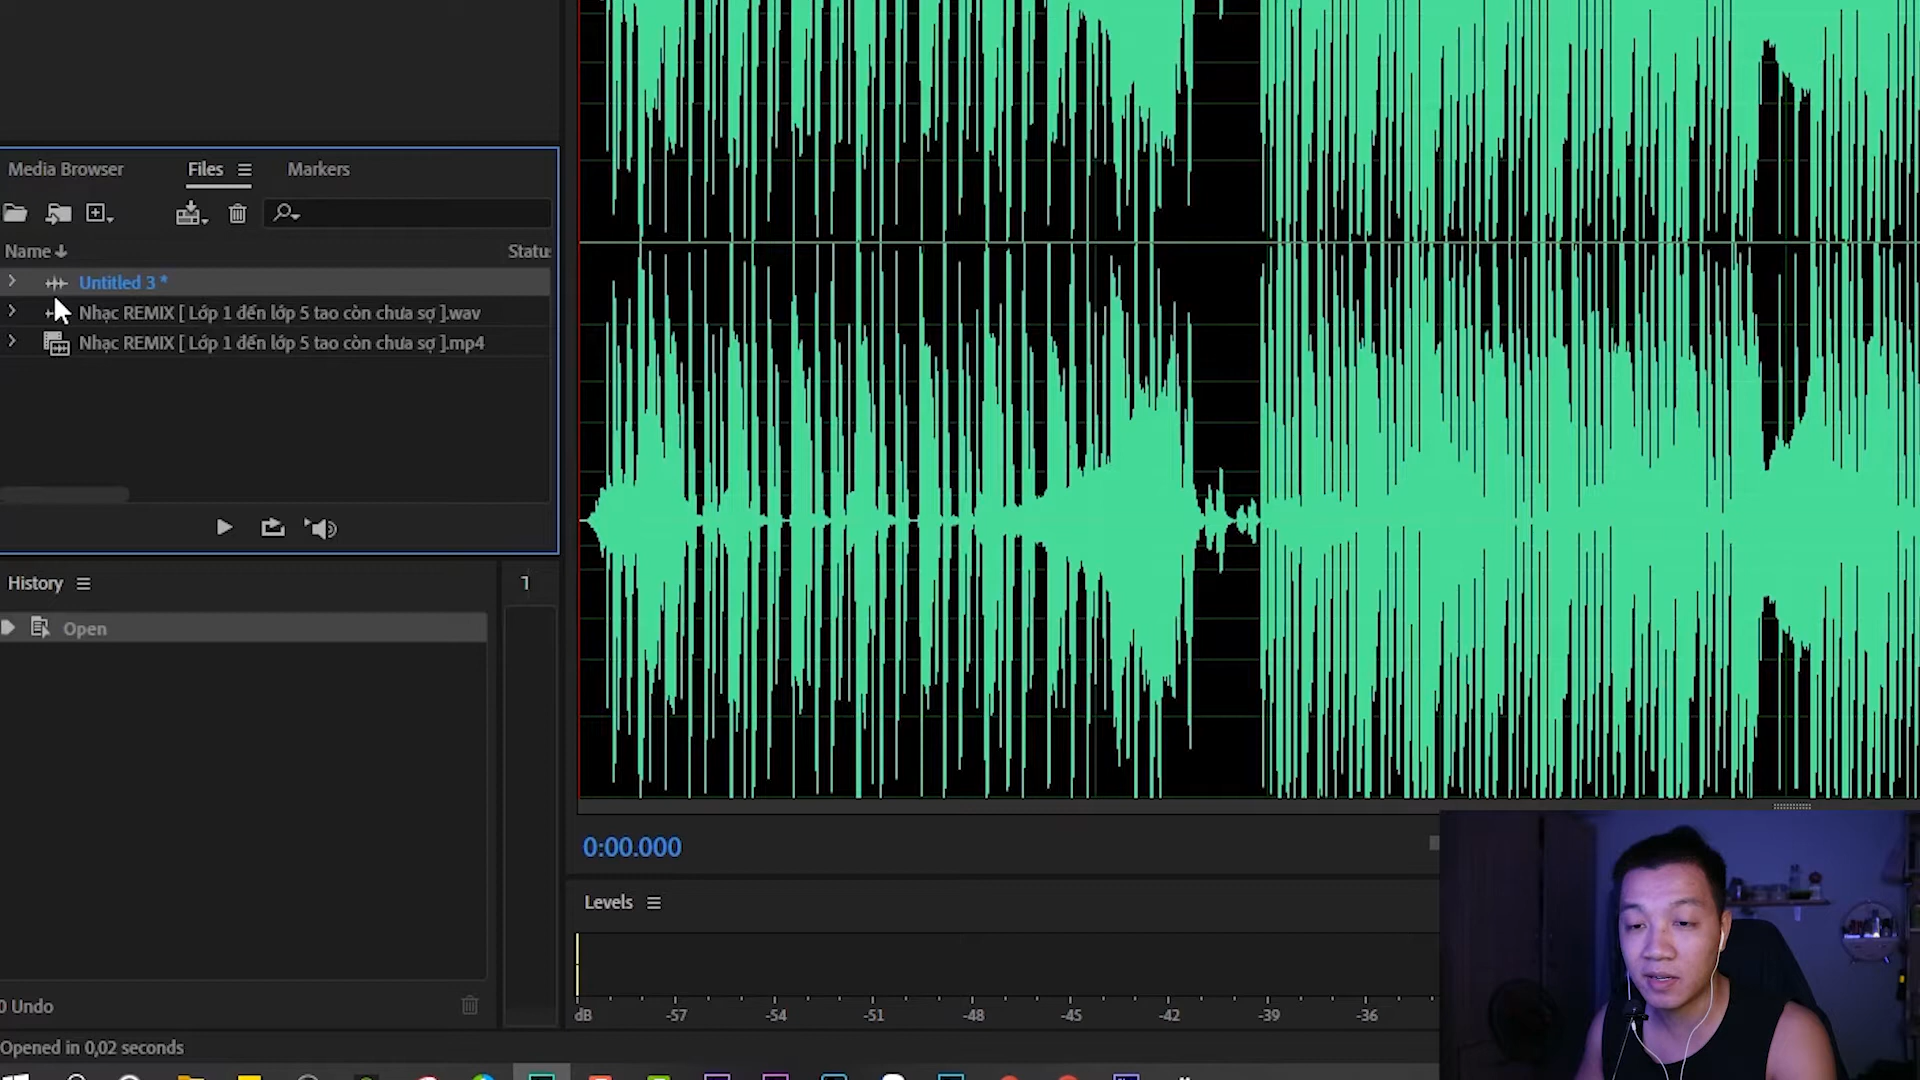 Media Browser Files Markers
Name Statu
Untitled 3 *
Nhạc REMIX [ Lớp 1 đến lớp 5 tao còn chưa sợ ].wav
Nhạc REMIX [ Lớp 1 đến lớp 5 tao còn chưa sợ ].mp4
History
Open
0 Undo
Opened in 0,02 seconds
0:00.000
Levels
dB -57 -54 -51 -48 -45 -42 -39 -36